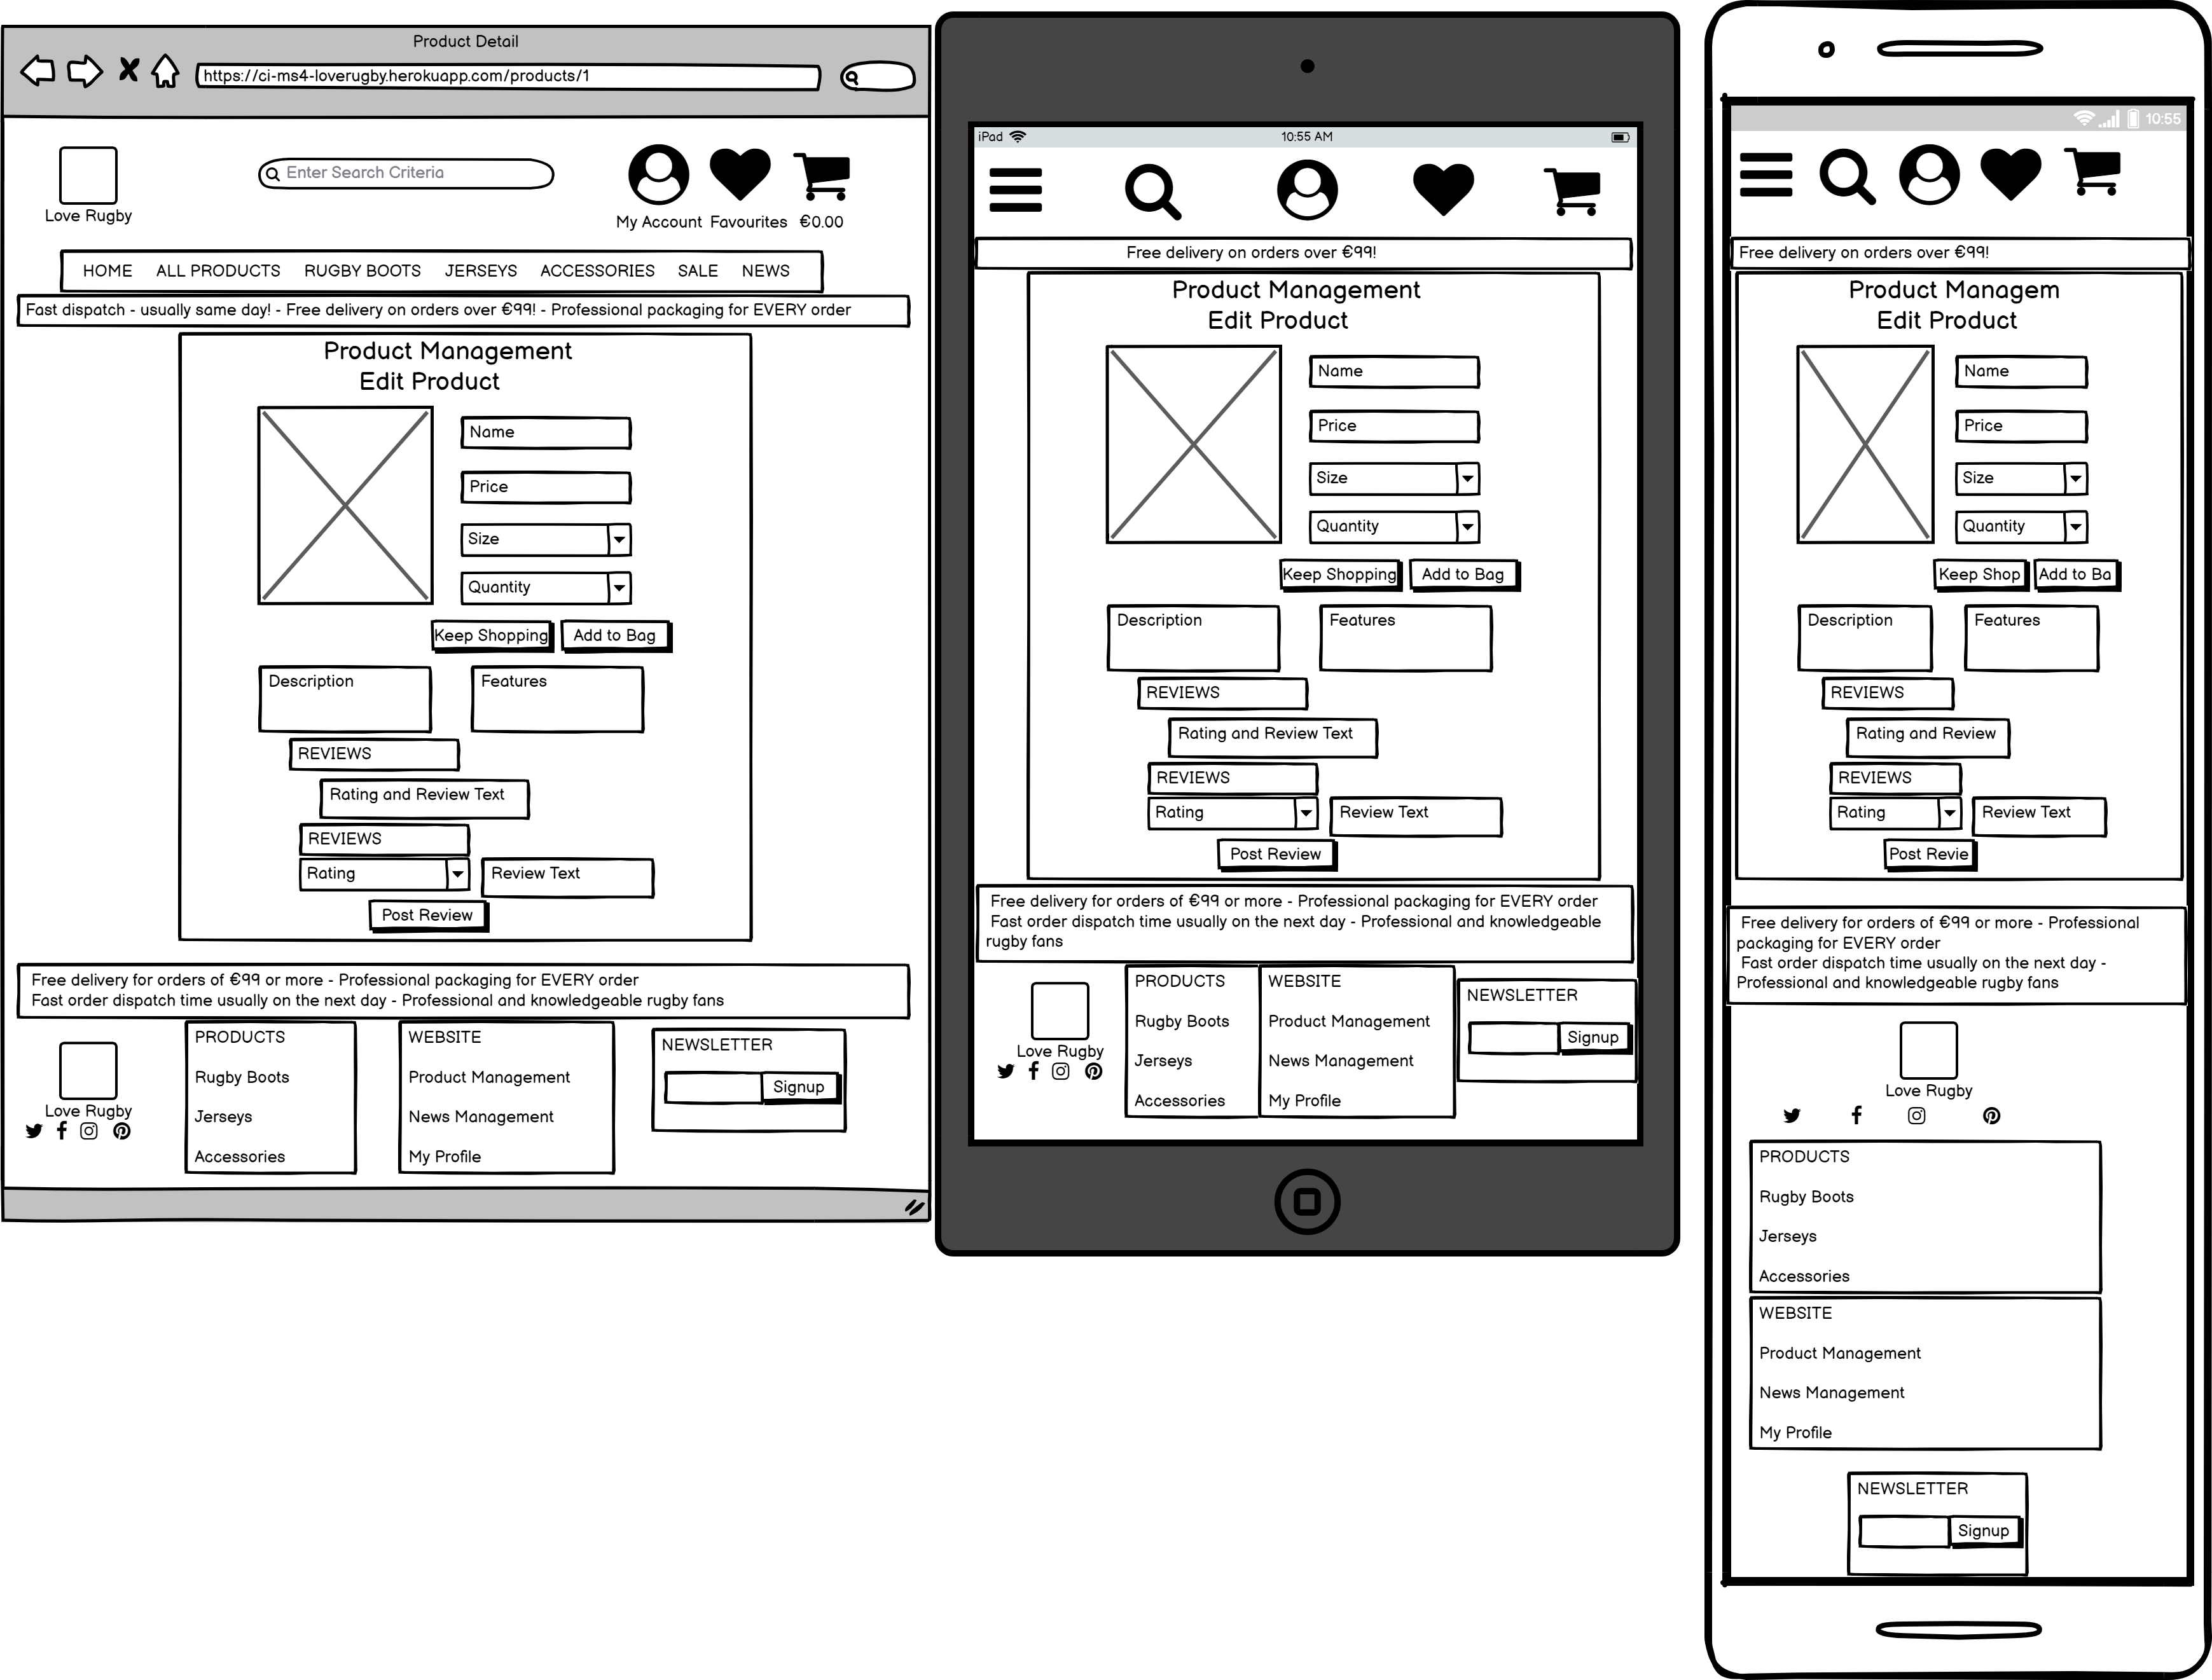 Product Detail
https://ci-ms4-loverugby.herokuapp.com/products/1
Enter Search Criteria
Love Rugby
My Account Favourites €0.00
HOME ALL PRODUCTS RUGBY BOOTS JERSEYS ACCESSORIES SALE NEWS
Fast dispatch - usually same day! - Free delivery on orders over €99! - Professional packaging for EVERY order
Product Management
Edit Product
Name
Price
Size
Quantity
Keep Shopping Add to Bag
Description Features
REVIEWS
Rating and Review Text
REVIEWS
Rating Review Text
Post Review
Free delivery for orders of €99 or more - Professional packaging for EVERY order
Fast order dispatch time usually on the next day - Professional and knowledgeable rugby fans
Love Rugby
PRODUCTS
Rugby Boots
Jerseys
Accessories
WEBSITE
Product Management
News Management
My Profile
NEWSLETTER
Signup
iPad 10:55 AM
Free delivery on orders over €99!
Product Management
Edit Product
Name
Price
Size
Quantity
Keep Shopping Add to Bag
Description Features
REVIEWS
Rating and Review Text
REVIEWS
Rating Review Text
Post Review
Free delivery for orders of €99 or more - Professional packaging for EVERY order
Fast order dispatch time usually on the next day - Professional and knowledgeable
rugby fans
Love Rugby
PRODUCTS
Rugby Boots
Jerseys
Accessories
WEBSITE
Product Management
News Management
My Profile
NEWSLETTER
Signup
10:55
Free delivery on orders over €99!
Product Managem
Edit Product
Name
Price
Size
Quantity
Keep Shop Add to Ba
Description Features
REVIEWS
Rating and Review
REVIEWS
Rating Review Text
Post Revie
Free delivery for orders of €99 or more - Professional
packaging for EVERY order
Fast order dispatch time usually on the next day -
Professional and knowledgeable rugby fans
Love Rugby
PRODUCTS
Rugby Boots
Jerseys
Accessories
WEBSITE
Product Management
News Management
My Profile
NEWSLETTER
Signup